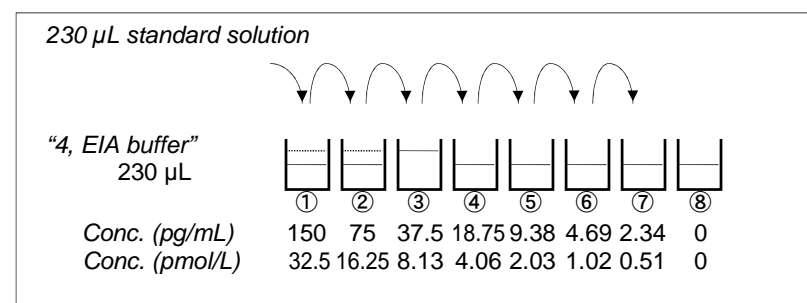 230 µL standard solution
“4, EIA buffer”
230 µL
① ② ③ ④ ⑤ ⑥ ⑦ ⑧
Conc. (pg/mL) 150 75 37.5 18.75 9.38 4.69 2.34 0
Conc. (pmol/L) 32.5 16.25 8.13 4.06 2.03 1.02 0.51 0